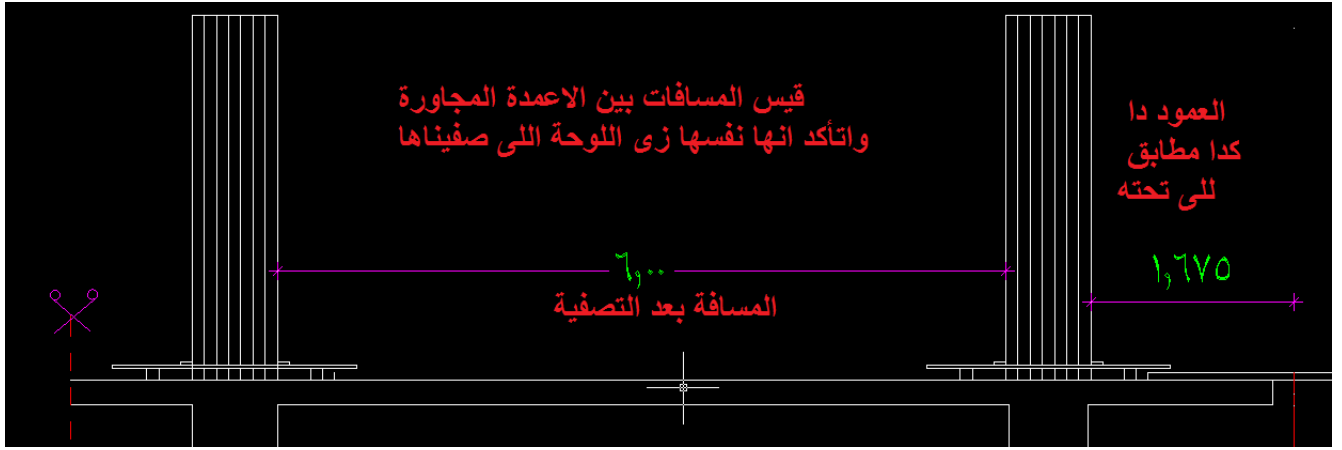 قيس المسافات بين الاعمدة المجاورة
واتأكد انها نفسها زى اللوحة اللى صفيناها
العمود دا
كدا مطابق
للى تحته
١,٦٧٥
٦,٠٠
المسافة بعد التصفية